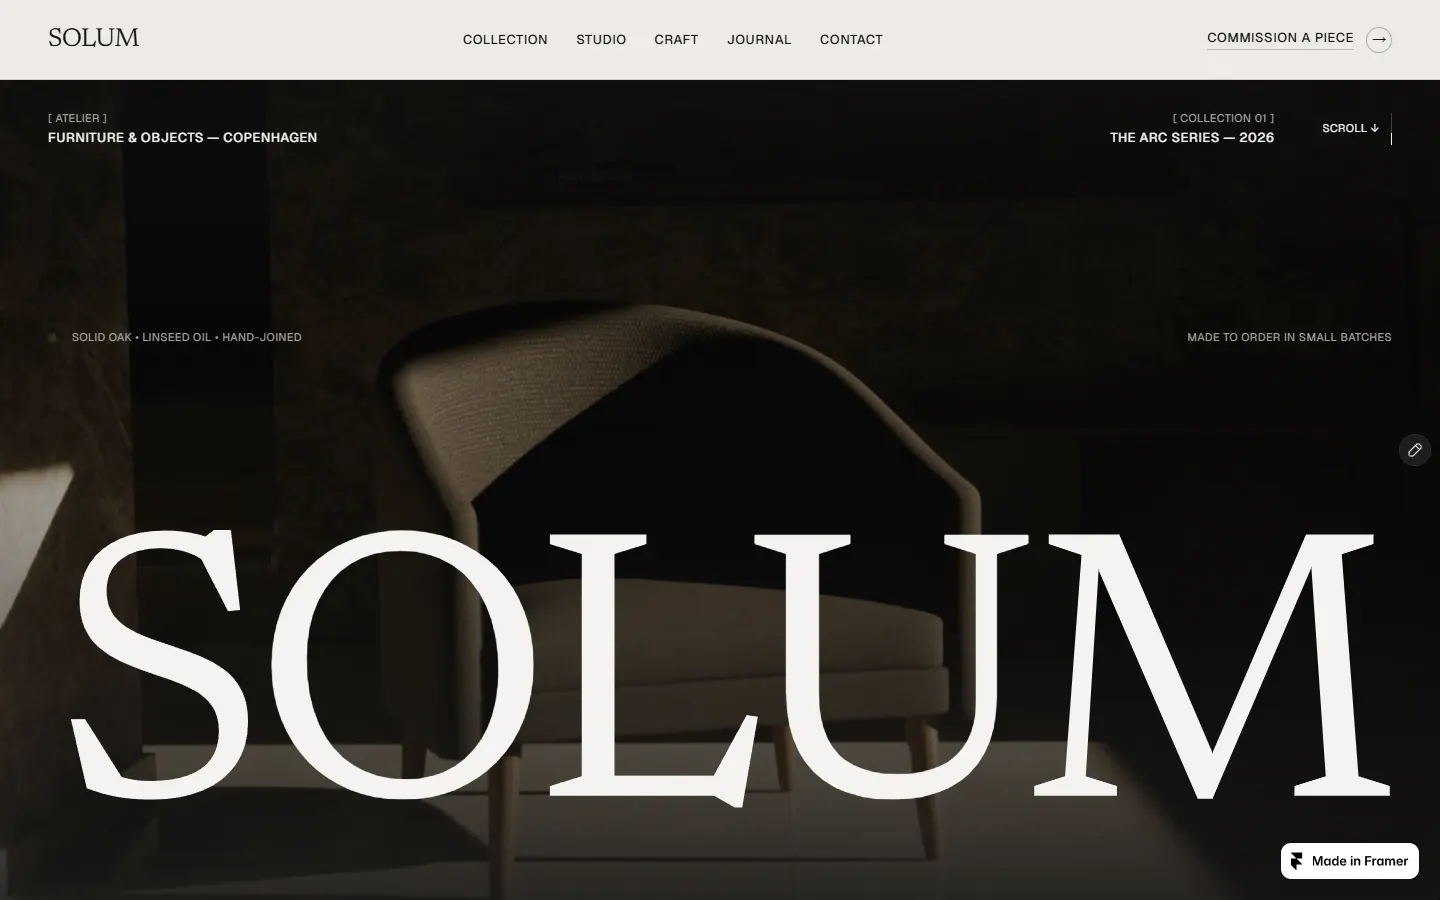 SOLUM
COLLECTION
STUDIO
CRAFT
JOURNAL
CONTACT
COMMISSION A PIECE →
[ ATELIER ]
FURNITURE & OBJECTS — COPENHAGEN
[ COLLECTION 01 ]
THE ARC SERIES — 2026
SCROLL ↓
SOLID OAK • LINSEED OIL • HAND-JOINED
MADE TO ORDER IN SMALL BATCHES
SOLUM
Made in Framer